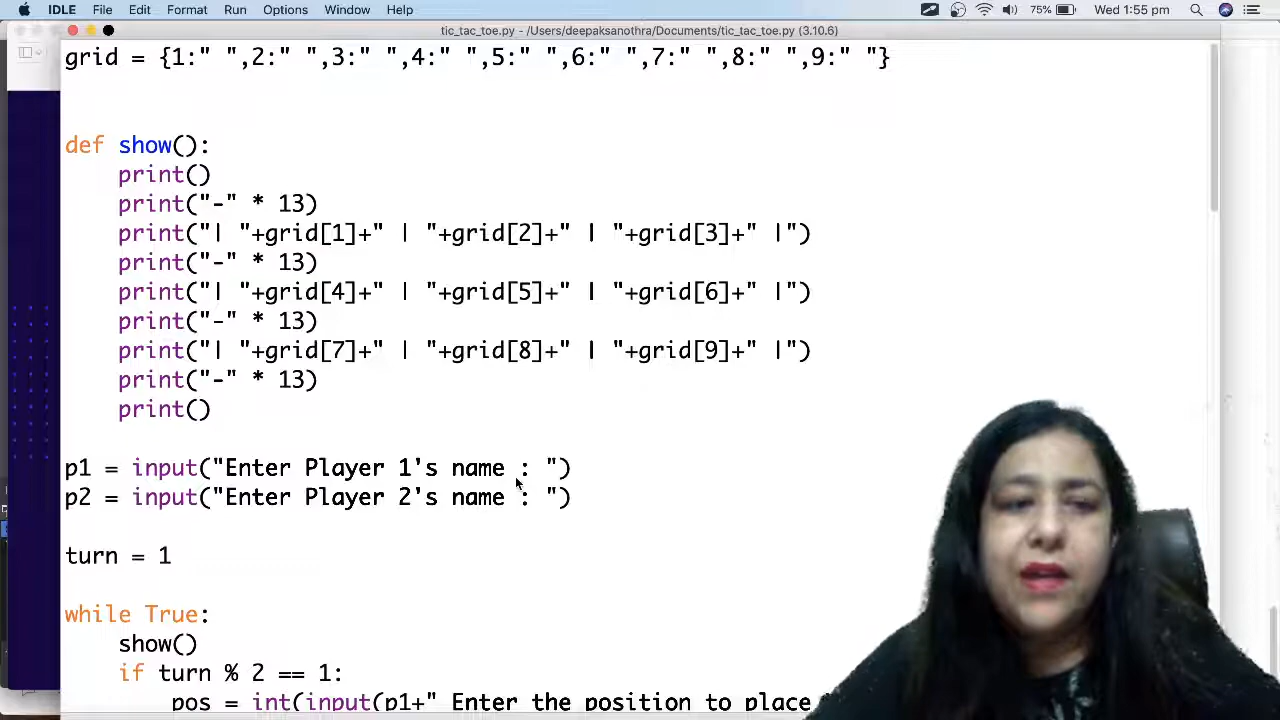 IDLE File Edit Format Run Options Window Help 75% Wed 1:55 pm
tic_tac_toe.py - /Users/deepaksanothra/Documents/tic_tac_toe.py (3.10.6)
grid = {1:" ",2:" ",3:" ",4:" ",5:" ",6:" ",7:" ",8:" ",9:" "}
def show():
print()
print("-" * 13)
print("| "+grid[1]+" | "+grid[2]+" | "+grid[3]+" |")
print("-" * 13)
print("| "+grid[4]+" | "+grid[5]+" | "+grid[6]+" |")
print("-" * 13)
print("| "+grid[7]+" | "+grid[8]+" | "+grid[9]+" |")
print("-" * 13)
print()
p1 = input("Enter Player 1's name : ")
p2 = input("Enter Player 2's name : ")
turn = 1
while True:
show()
if turn % 2 == 1:
pos = int(input(p1+" Enter the position to place